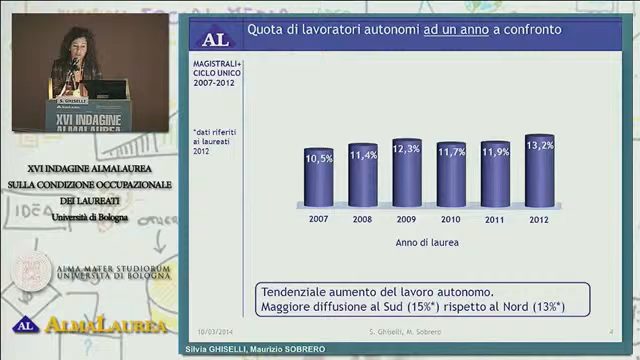 S. GHISELLI
XVI INDAGINE
ALMALAUREA
XVI INDAGINE ALMALAUREA
SULLA CONDIZIONE OCCUPAZIONALE
DEI LAUREATI
Università di Bologna
IDEA
ALMA MATER STUDIORUM
UNIVERSITÀ DI BOLOGNA
AL ALMALAUREA
AL
Quota di lavoratori autonomi ad un anno a confronto
MAGISTRALI+
CICLO UNICO
2007-2012
*dati riferiti
ai laureati
2012
10,5% 11,4% 12,3% 11,7% 11,9% 13,2%
2007 2008 2009 2010 2011 2012
Anno di laurea
Tendenziale aumento del lavoro autonomo.
Maggiore diffusione al Sud (15%*) rispetto al Nord (13%*)
10/03/2014 S. Ghiselli, M. Sobrero 4
Silvia GHISELLI, Maurizio SOBRERO